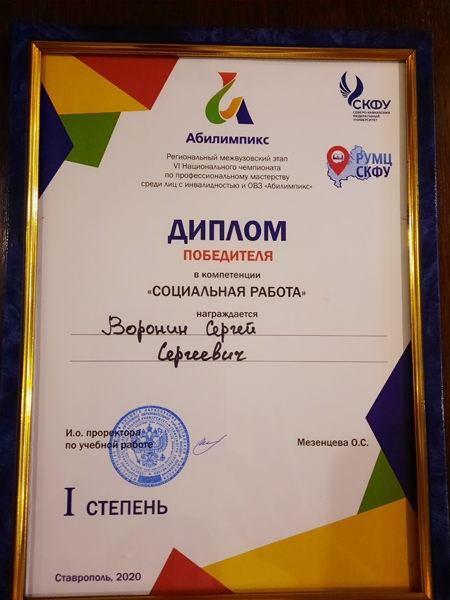 Абилимпикс
СКФУ
СЕВЕРО-КАВКАЗСКИЙ
ФЕДЕРАЛЬНЫЙ
УНИВЕРСИТЕТ
Региональный межвузовский этап
VI Национального чемпионата
по профессиональному мастерству
среди лиц с инвалидностью и ОВЗ «Абилимпикс»
РУМЦ
СКФУ
ДИПЛОМ
ПОБЕДИТЕЛЯ
в компетенции
«СОЦИАЛЬНАЯ РАБОТА»
награждается
Воронин Сергей
Сергеевич
И.о. проректора
по учебной работе
Мезенцева О.С.
I СТЕПЕНЬ
Ставрополь, 2020